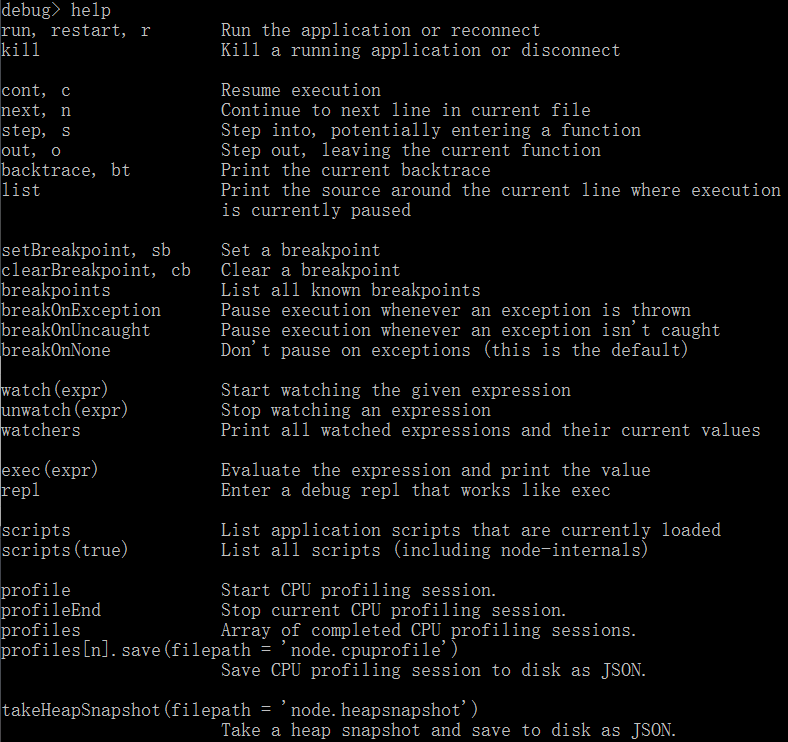 debug> help
run, restart, r       Run the application or reconnect
kill                  Kill a running application or disconnect

cont, c               Resume execution
next, n               Continue to next line in current file
step, s               Step into, potentially entering a function
out, o                Step out, leaving the current function
backtrace, bt         Print the current backtrace
list                  Print the source around the current line where execution
                      is currently paused

setBreakpoint, sb     Set a breakpoint
clearBreakpoint, cb   Clear a breakpoint
breakpoints           List all known breakpoints
breakOnException      Pause execution whenever an exception is thrown
breakOnUncaught       Pause execution whenever an exception isn't caught
breakOnNone           Don't pause on exceptions (this is the default)

watch(expr)           Start watching the given expression
unwatch(expr)         Stop watching an expression
watchers              Print all watched expressions and their current values

exec(expr)            Evaluate the expression and print the value
repl                  Enter a debug repl that works like exec

scripts               List application scripts that are currently loaded
scripts(true)         List all scripts (including node-internals)

profile               Start CPU profiling session.
profileEnd            Stop current CPU profiling session.
profiles              Array of completed CPU profiling sessions.
profiles[n].save(filepath = 'node.cpuprofile')
                      Save CPU profiling session to disk as JSON.

takeHeapSnapshot(filepath = 'node.heapsnapshot')
                      Take a heap snapshot and save to disk as JSON.